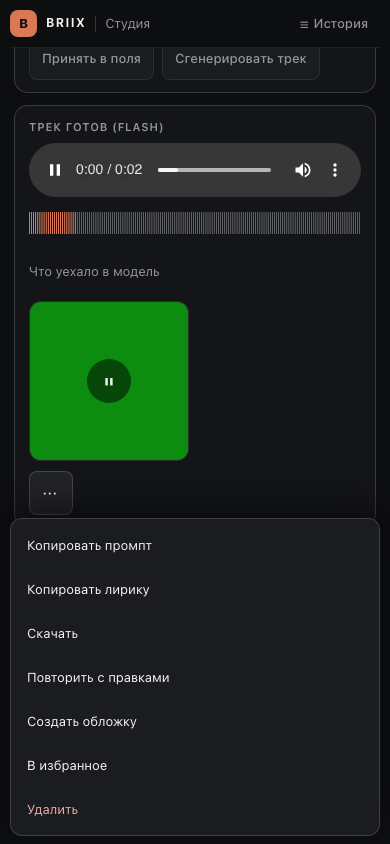 B BRIIX Студия ≡ История
Принять в поля Сгенерировать трек
ТРЕК ГОТОВ (FLASH)
0:00 / 0:02
Что уехало в модель
...
Копировать промпт
Копировать лирику
Скачать
Повторить с правками
Создать обложку
В избранное
Удалить